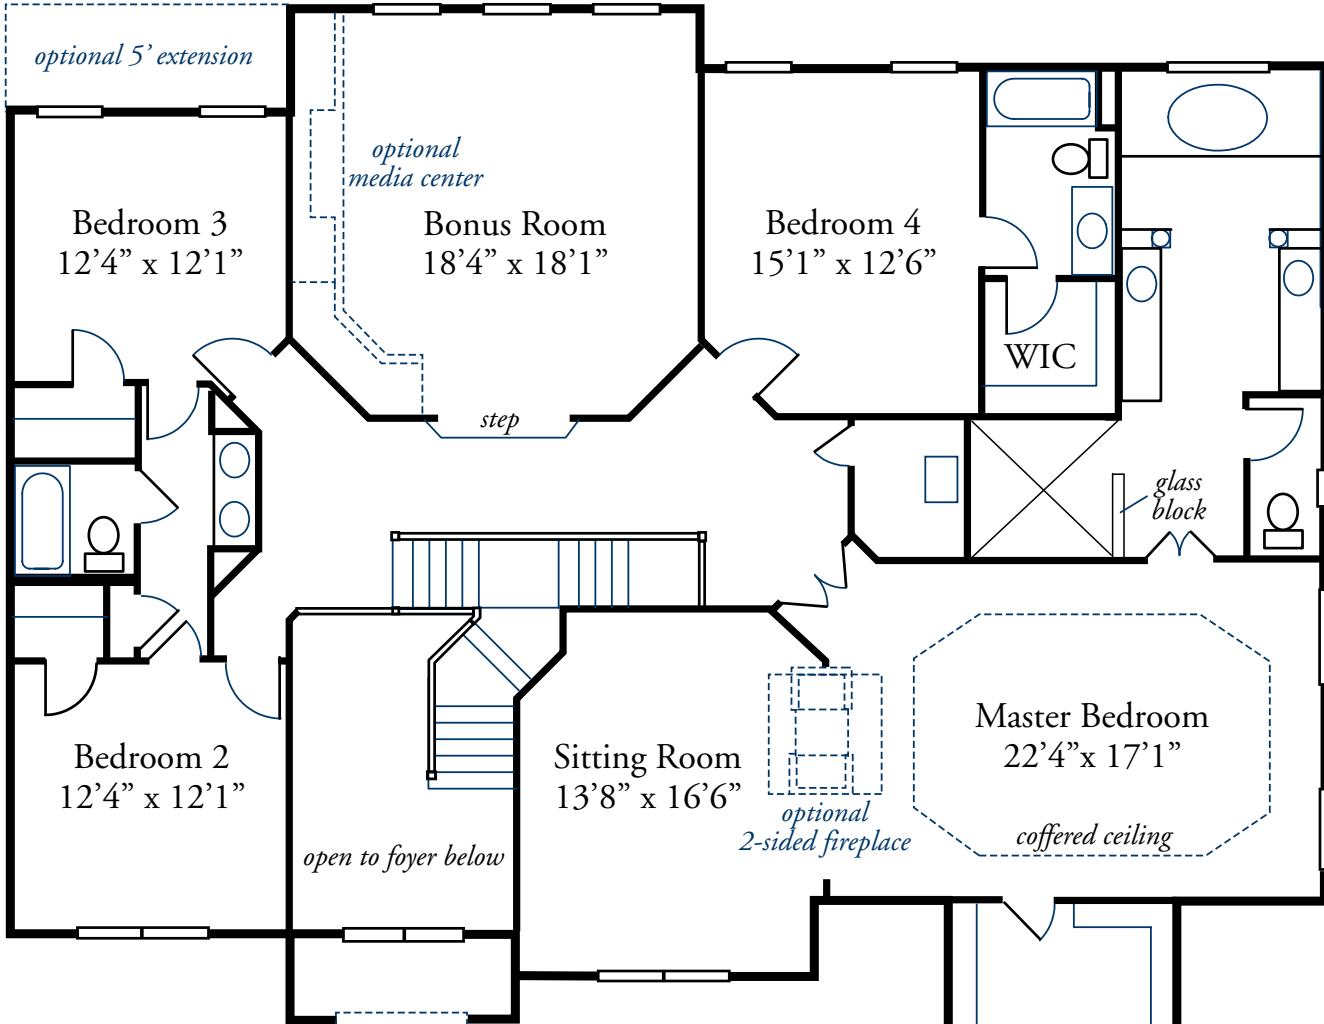 optional 5’ extension
optional
media center
Bedroom 3
12’4” x 12’1”
Bonus Room
18’4” x 18’1”
Bedroom 4
15’1” x 12’6”
WIC
step
glass
block
Bedroom 2
12’4” x 12’1”
Sitting Room
13’8” x 16’6”
Master Bedroom
22’4”x 17’1”
optional
2-sided fireplace
coffered ceiling
open to foyer below